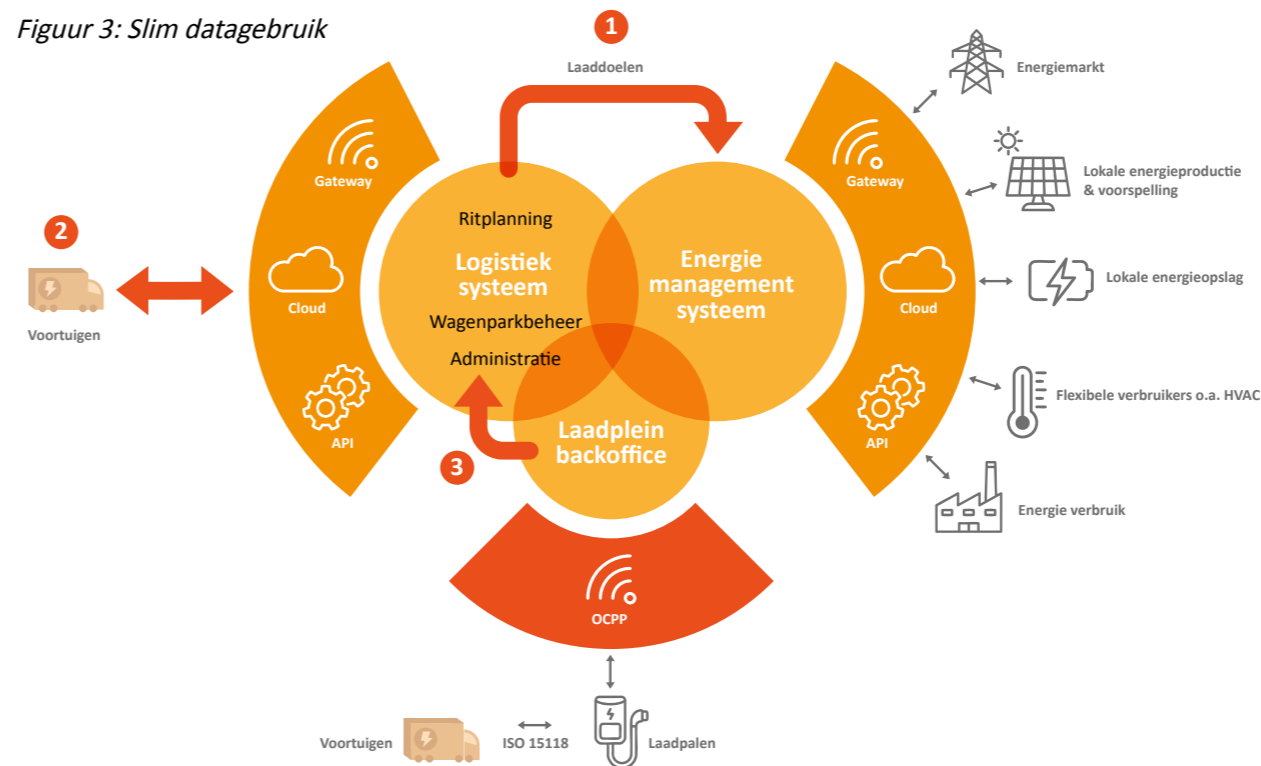 Figuur 3: Slim datagebruik
1
Laaddoelen
Energiemarkt
Gateway
Gateway
Lokale energieproductie
& voorspelling
2
Ritplanning
Logistiek
systeem
Energie
management
systeem
Cloud
Cloud
Lokale energieopslag
Voortuigen
Wagenparkbeheer
Administratie
Flexibele verbruikers o.a. HVAC
API
API
Laadplein
backoffice
3
Energie verbruik
OCPP
Voortuigen
ISO 15118
Laadpalen